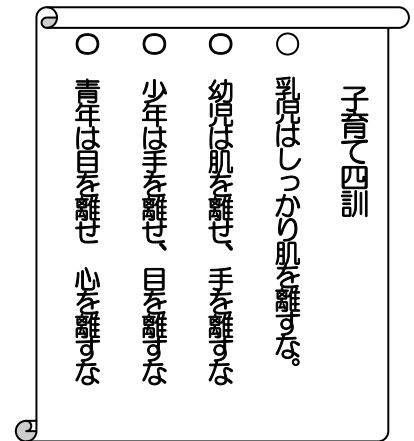 子育て四訓
○ 乳児はしっかり肌を離すな。
○ 幼児は肌を離せ、手を離すな
○ 少年は手を離せ、目を離すな
○ 青年は目を離せ　心を離すな